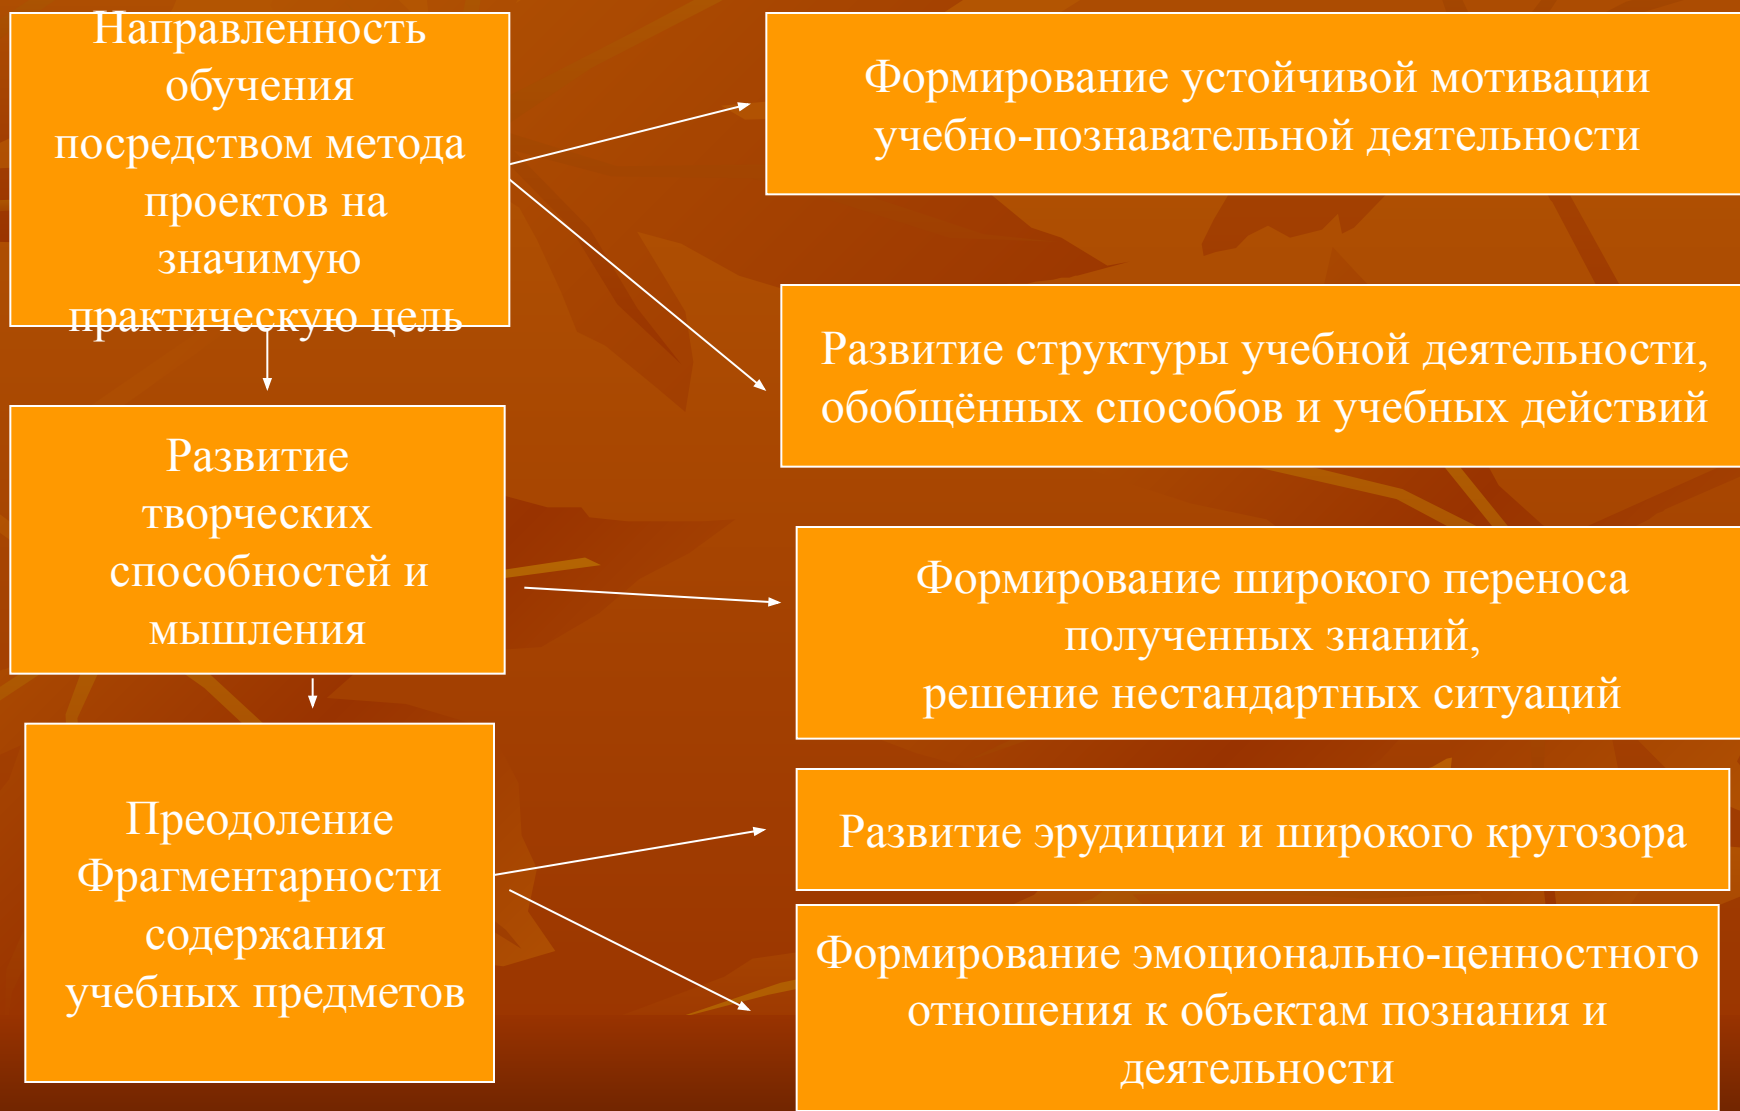 Направленность
обучения
посредством метода
проектов на
значимую
практическую цель
Формирование устойчивой мотивации
учебно-познавательной деятельности
Развитие структуры учебной деятельности,
обобщённых способов и учебных действий
Развитие
творческих
способностей и
мышления
Формирование широкого переноса
полученных знаний,
решение нестандартных ситуаций
Преодоление
Фрагментарности
содержания
учебных предметов
Развитие эрудиции и широкого кругозора
Формирование эмоционально-ценностного
отношения к объектам познания и
деятельности